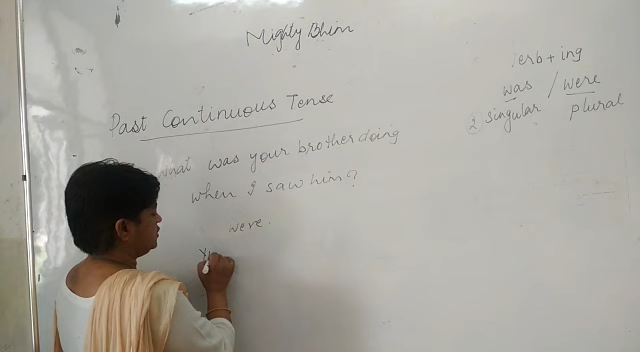 Mighty Bhim
Past Continuous Tense
what was your brother doing
when I saw him?
were.
verb + ing
was / were
② singular plural